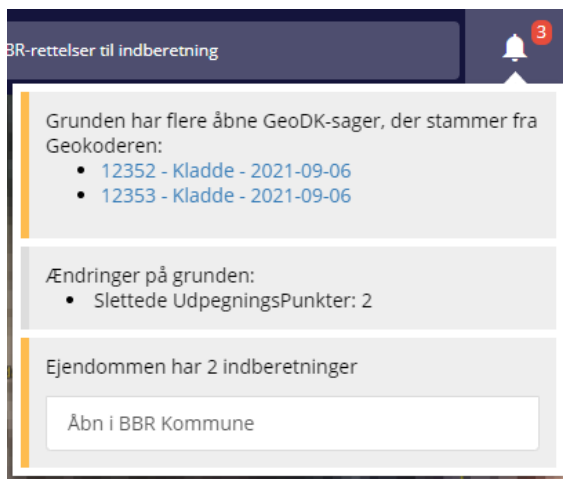 BR-rettelser til indberetning
3
Grunden har flere åbne GeoDK-sager, der stammer fra
Geokoderen:
• 12352 - Kladde - 2021-09-06
• 12353 - Kladde - 2021-09-06
Ændringer på grunden:
• Slettede UdpegningsPunkter: 2
Ejendommen har 2 indberetninger
Åbn i BBR Kommune